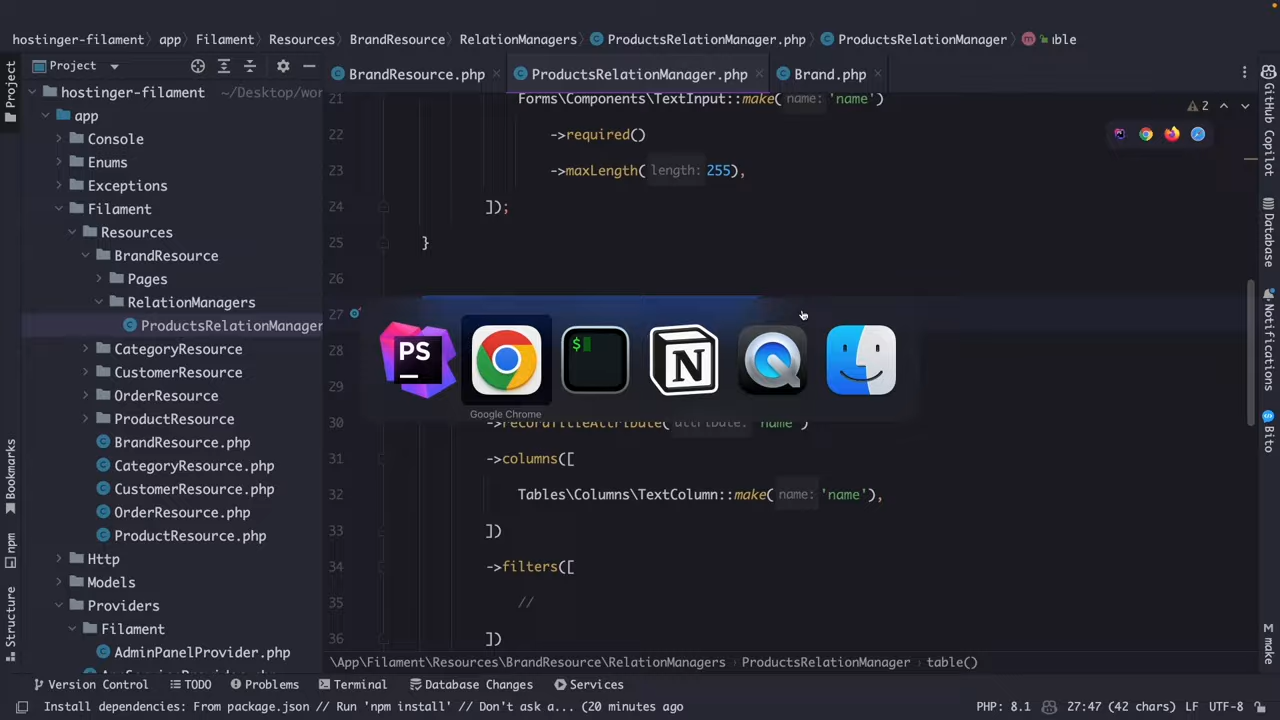 hostinger-filament app Filament Resources BrandResource RelationManagers ProductsRelationManager.php ProductsRelationManager
Project
BrandResource.php ProductsRelationManager.php Brand.php
Project
hostinger-filament ~/Desktop/wor
app
Console
Enums
Exceptions
Filament
Resources
BrandResource
Pages
RelationManagers
ProductsRelationManager
CategoryResource
CustomerResource
OrderResource
ProductResource
BrandResource.php
CategoryResource.php
CustomerResource.php
OrderResource.php
ProductResource.php
Http
Models
Providers
Filament
AdminPanelProvider.php
Bookmarks
npm
Structure
21 Forms\Components\TextInput::make( name: 'name')
22 ->required()
23 ->maxLength( length: 255),
24 ]);
25 }
26
27
28
29
30 ->recordTitleAttribute( attribute: 'name')
31 ->columns([
32 Tables\Columns\TextColumn::make( name: 'name'),
33 ])
34 ->filters([
35 //
36 ])
2
PS
$
N
Google Chrome
GitHub Copilot
Database
Notifications
Bito
make
\App\Filament\Resources\BrandResource\RelationManagers ProductsRelationManager table()
Version Control TODO Problems Terminal Database Changes Services
Install dependencies: From package.json // Run 'npm install' // Don't ask a... (20 minutes ago PHP: 8.1 27:47 (42 chars) LF UTF-8